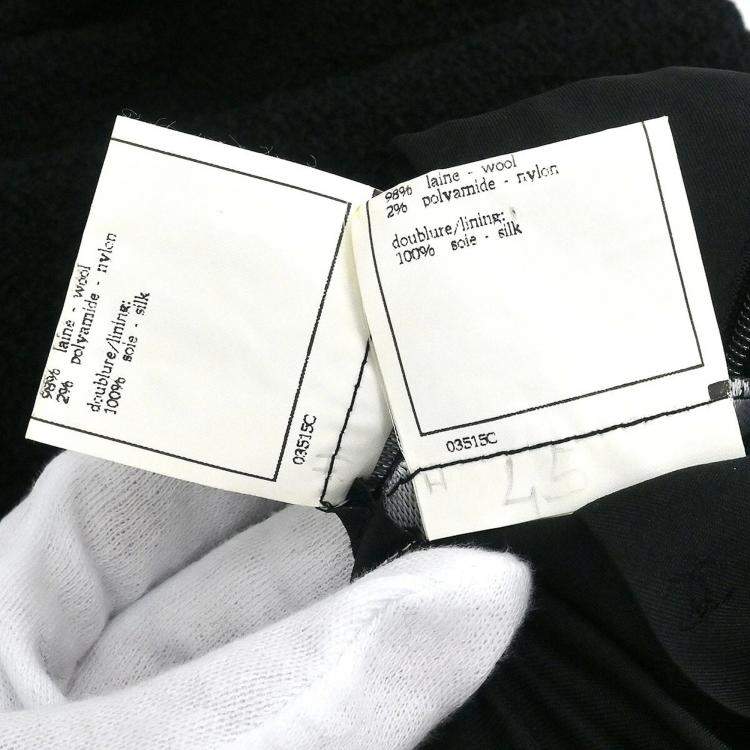 98% laine - wool
2% polyamide - nylon
doublure/lining:
100% soie - silk
03515C
98% laine - wool
2% polyamide - nylon
doublure/lining:
100% soie - silk
03515C